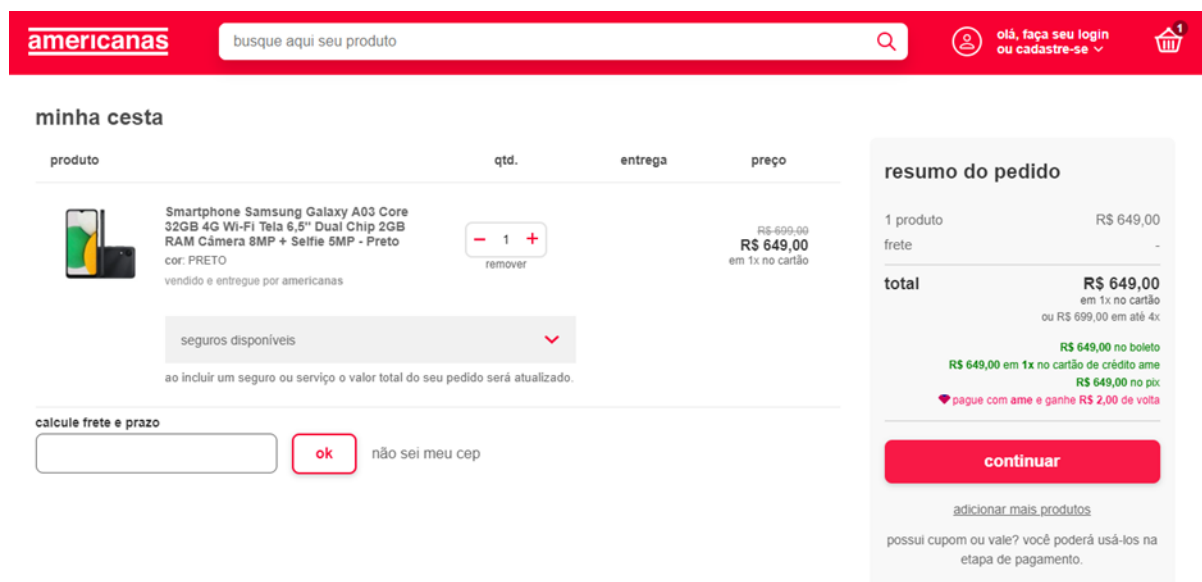 americanas
busque aqui seu produto
olá, faça seu login
ou cadastre-se
1
minha cesta
produto
qtd.
entrega
preço
Smartphone Samsung Galaxy A03 Core
32GB 4G Wi-Fi Tela 6,5" Dual Chip 2GB
RAM Câmera 8MP + Selfie 5MP - Preto
cor: PRETO
vendido e entregue por americanas
− 1 +
remover
R$ 699,00
R$ 649,00
em 1x no cartão
seguros disponíveis
ao incluir um seguro ou serviço o valor total do seu pedido será atualizado.
calcule frete e prazo
ok
não sei meu cep
resumo do pedido
1 produto R$ 649,00
frete -
total R$ 649,00
em 1x no cartão
ou R$ 699,00 em até 4x
R$ 649,00 no boleto
R$ 649,00 em 1x no cartão de crédito ame
R$ 649,00 no pix
pague com ame e ganhe R$ 2,00 de volta
continuar
adicionar mais produtos
possui cupom ou vale? você poderá usá-los na
etapa de pagamento.